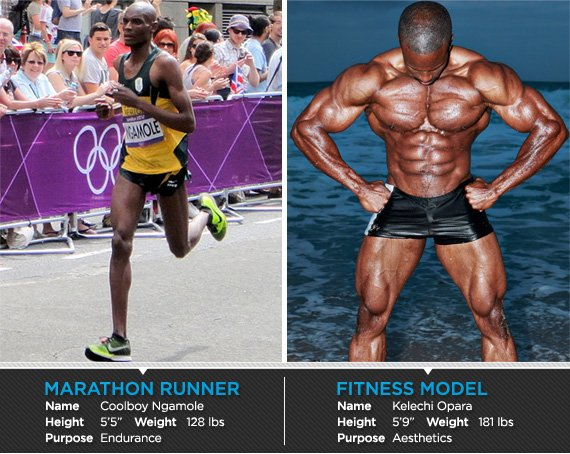 NGAMOLE
MARATHON RUNNER
Name Coolboy Ngamole
Height 5'5" Weight 128 lbs
Purpose Endurance
FITNESS MODEL
Name Kelechi Opara
Height 5'9" Weight 181 lbs
Purpose Aesthetics